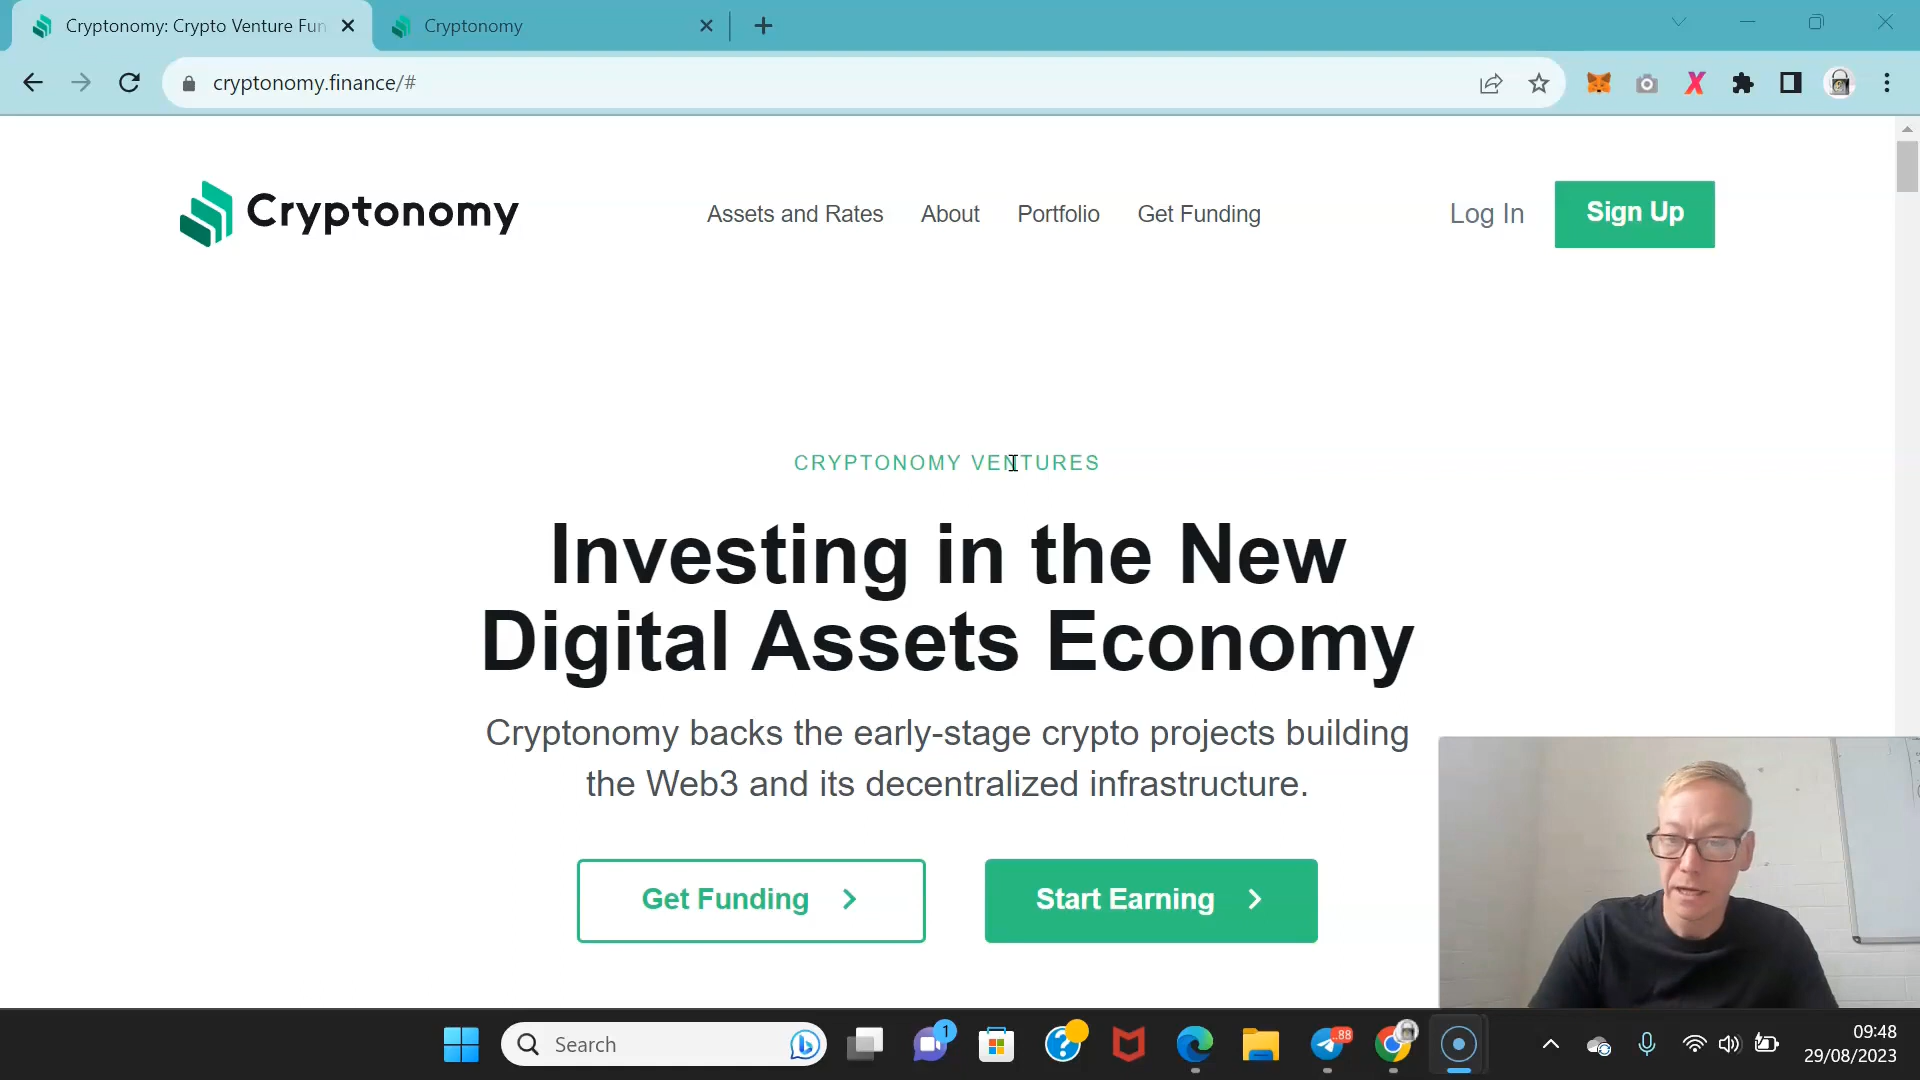 Cryptonomy: Crypto Venture Fun
Cryptonomy
cryptonomy.finance/#
Cryptonomy
Assets and Rates
About
Portfolio
Get Funding
Log In
Sign Up
CRYPTONOMY VENTURES
Investing in the New
Digital Assets Economy
Cryptonomy backs the early-stage crypto projects building
the Web3 and its decentralized infrastructure.
Get Funding
Start Earning
Search
1
..88
09:48
29/08/2023